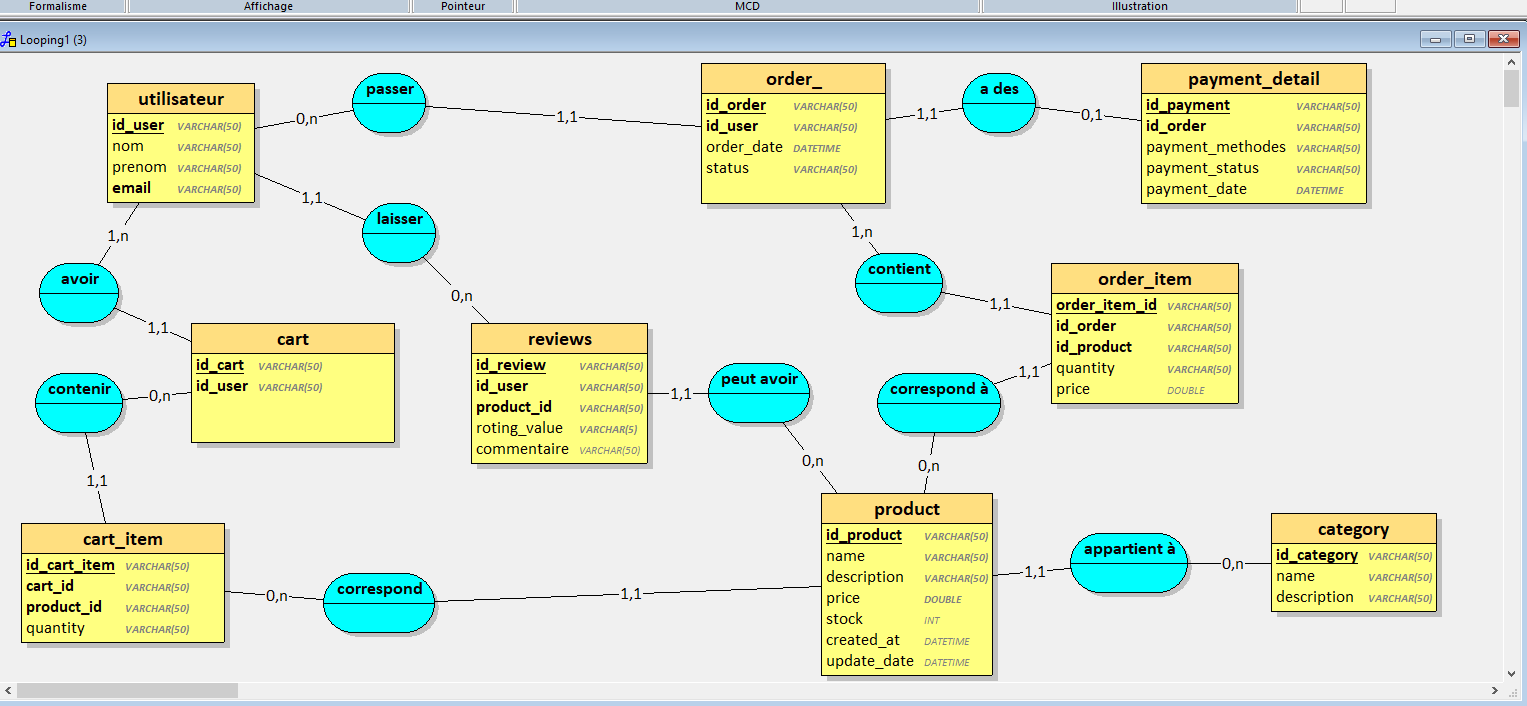 Formalisme Affichage Pointeur MCD Illustration
Looping1 (3)
utilisateur
id_user VARCHAR(50)
nom VARCHAR(50)
prenom VARCHAR(50)
email VARCHAR(50)
0,n
passer
1,1
order_
id_order VARCHAR(50)
id_user VARCHAR(50)
order_date DATETIME
status VARCHAR(50)
1,1
a des
0,1
payment_detail
id_payment VARCHAR(50)
id_order VARCHAR(50)
payment_methodes VARCHAR(50)
payment_status VARCHAR(50)
payment_date DATETIME
1,1
laisser
0,n
1,n
avoir
1,1
1,n
contient
1,1
order_item
order_item_id VARCHAR(50)
id_order VARCHAR(50)
id_product VARCHAR(50)
quantity VARCHAR(50)
price DOUBLE
cart
id_cart VARCHAR(50)
id_user VARCHAR(50)
0,n
contenir
1,1
reviews
id_review VARCHAR(50)
id_user VARCHAR(50)
product_id VARCHAR(50)
roting_value VARCHAR(5)
commentaire VARCHAR(50)
1,1
peut avoir
0,n
1,1
correspond à
0,n
cart_item
id_cart_item VARCHAR(50)
cart_id VARCHAR(50)
product_id VARCHAR(50)
quantity VARCHAR(50)
0,n
correspond
1,1
product
id_product VARCHAR(50)
name VARCHAR(50)
description VARCHAR(50)
price DOUBLE
stock INT
created_at DATETIME
update_date DATETIME
1,1
appartient à
0,n
category
id_category VARCHAR(50)
name VARCHAR(50)
description VARCHAR(50)